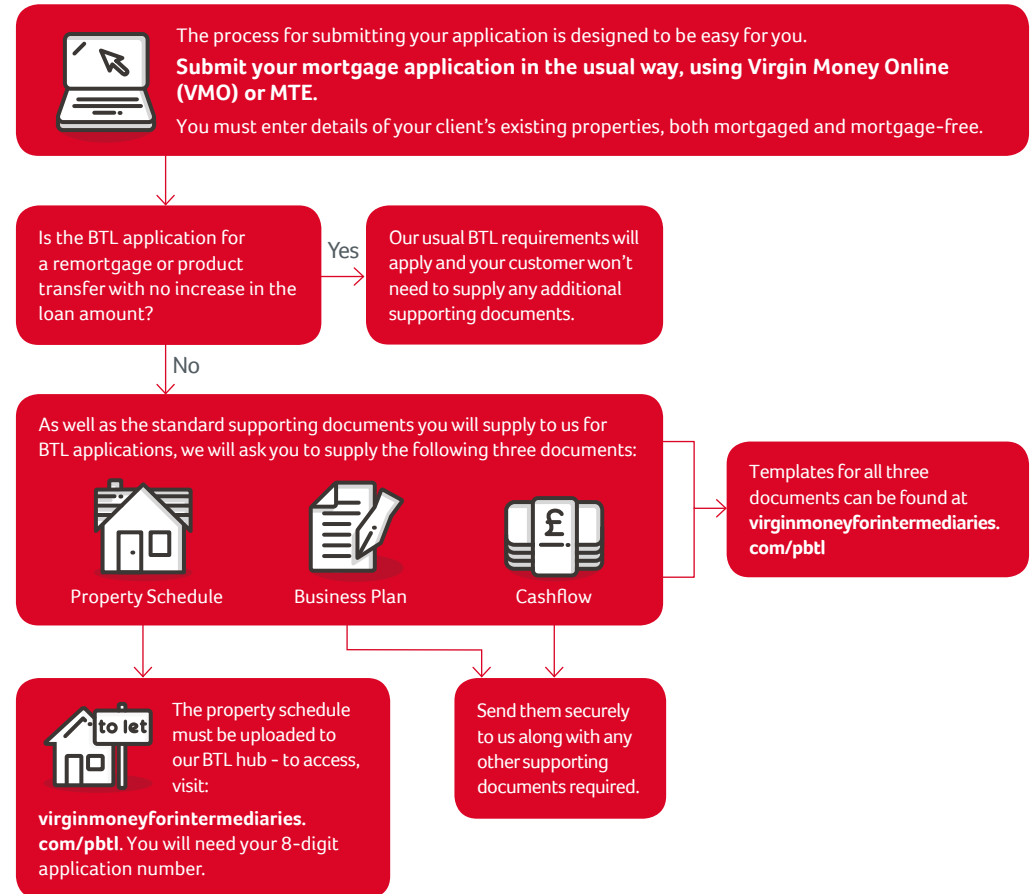 The process for submitting your application is designed to be easy for you.
Submit your mortgage application in the usual way, using Virgin Money Online
(VMO) or MTE.
You must enter details of your client's existing properties, both mortgaged and mortgage-free.
Is the BTL application for
a remortgage or product
transfer with no increase in the
loan amount?
Yes
Our usual BTL requirements will
apply and your customer won't
need to supply any additional
supporting documents.
No
As well as the standard supporting documents you will supply to us for
BTL applications, we will ask you to supply the following three documents:
£
Property Schedule
Business Plan
Cashflow
Templates for all three
documents can be found at
virginmoneyforintermediaries.
com/pbtl
to let
The property schedule
must be uploaded to
our BTL hub - to access,
visit:
virginmoneyforintermediaries.
com/pbtl. You will need your 8-digit
application number.
Send them securely
to us along with any
other supporting
documents required.